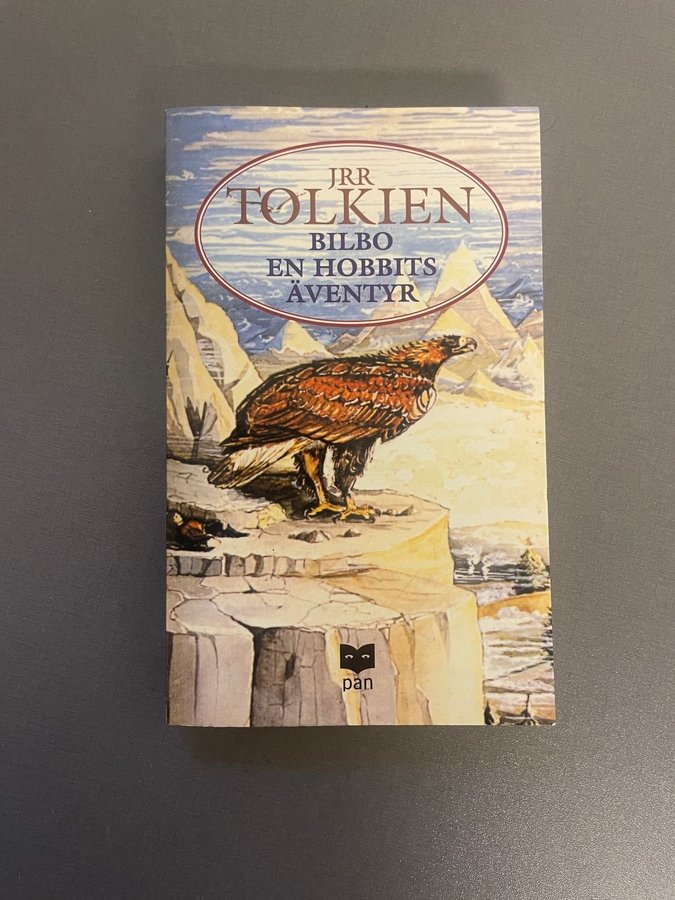 JRR
TOLKIEN
BILBO
EN HOBBITS
ÄVENTYR
pan